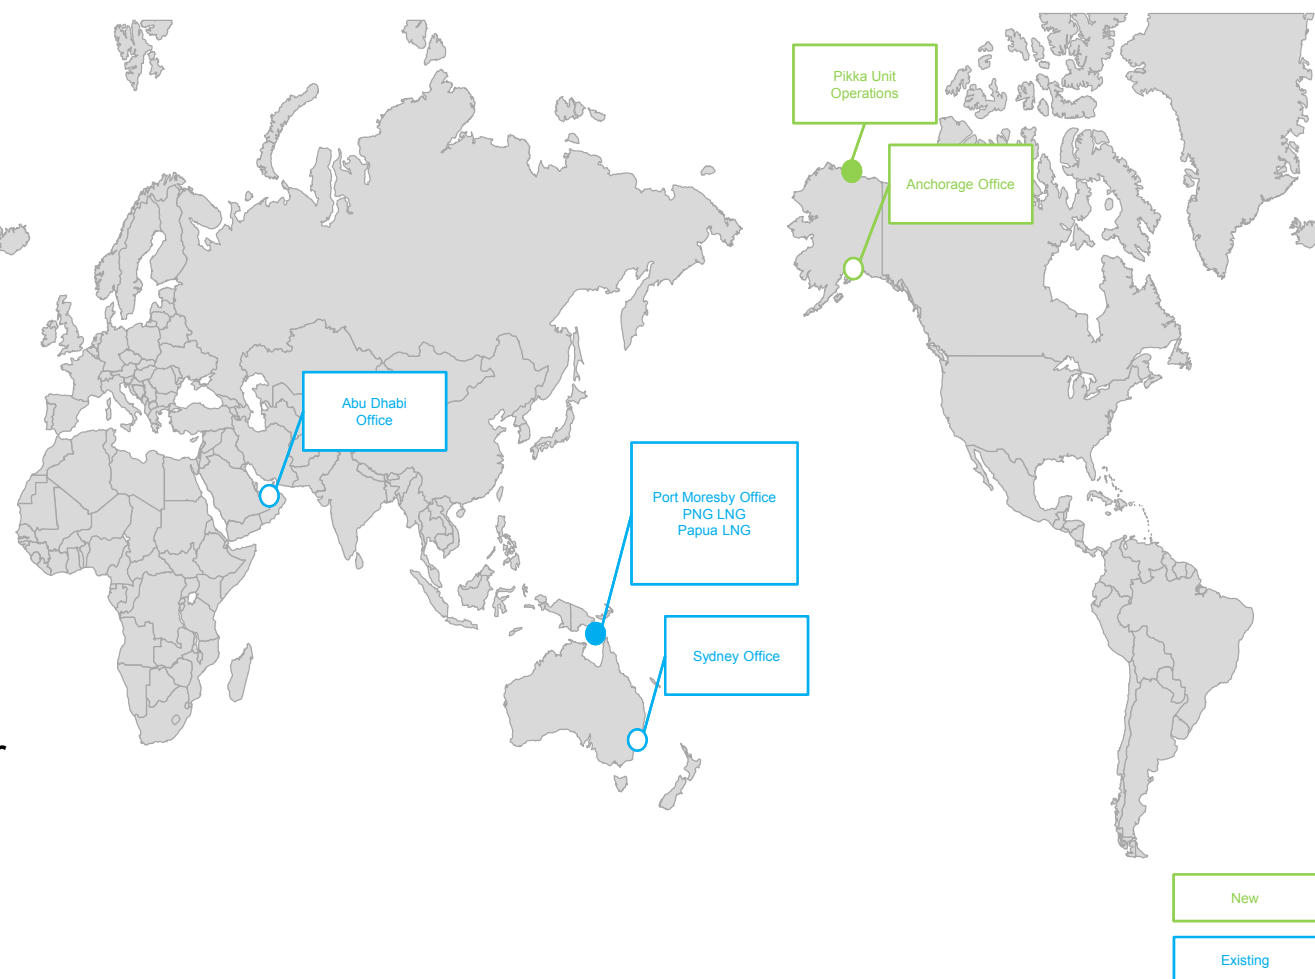 Pikka Unit
Operations
Anchorage Office
Abu Dhabi
Office
Port Moresby Office
PNG LNG
Papua LNG
Sydney Office
New
Existing